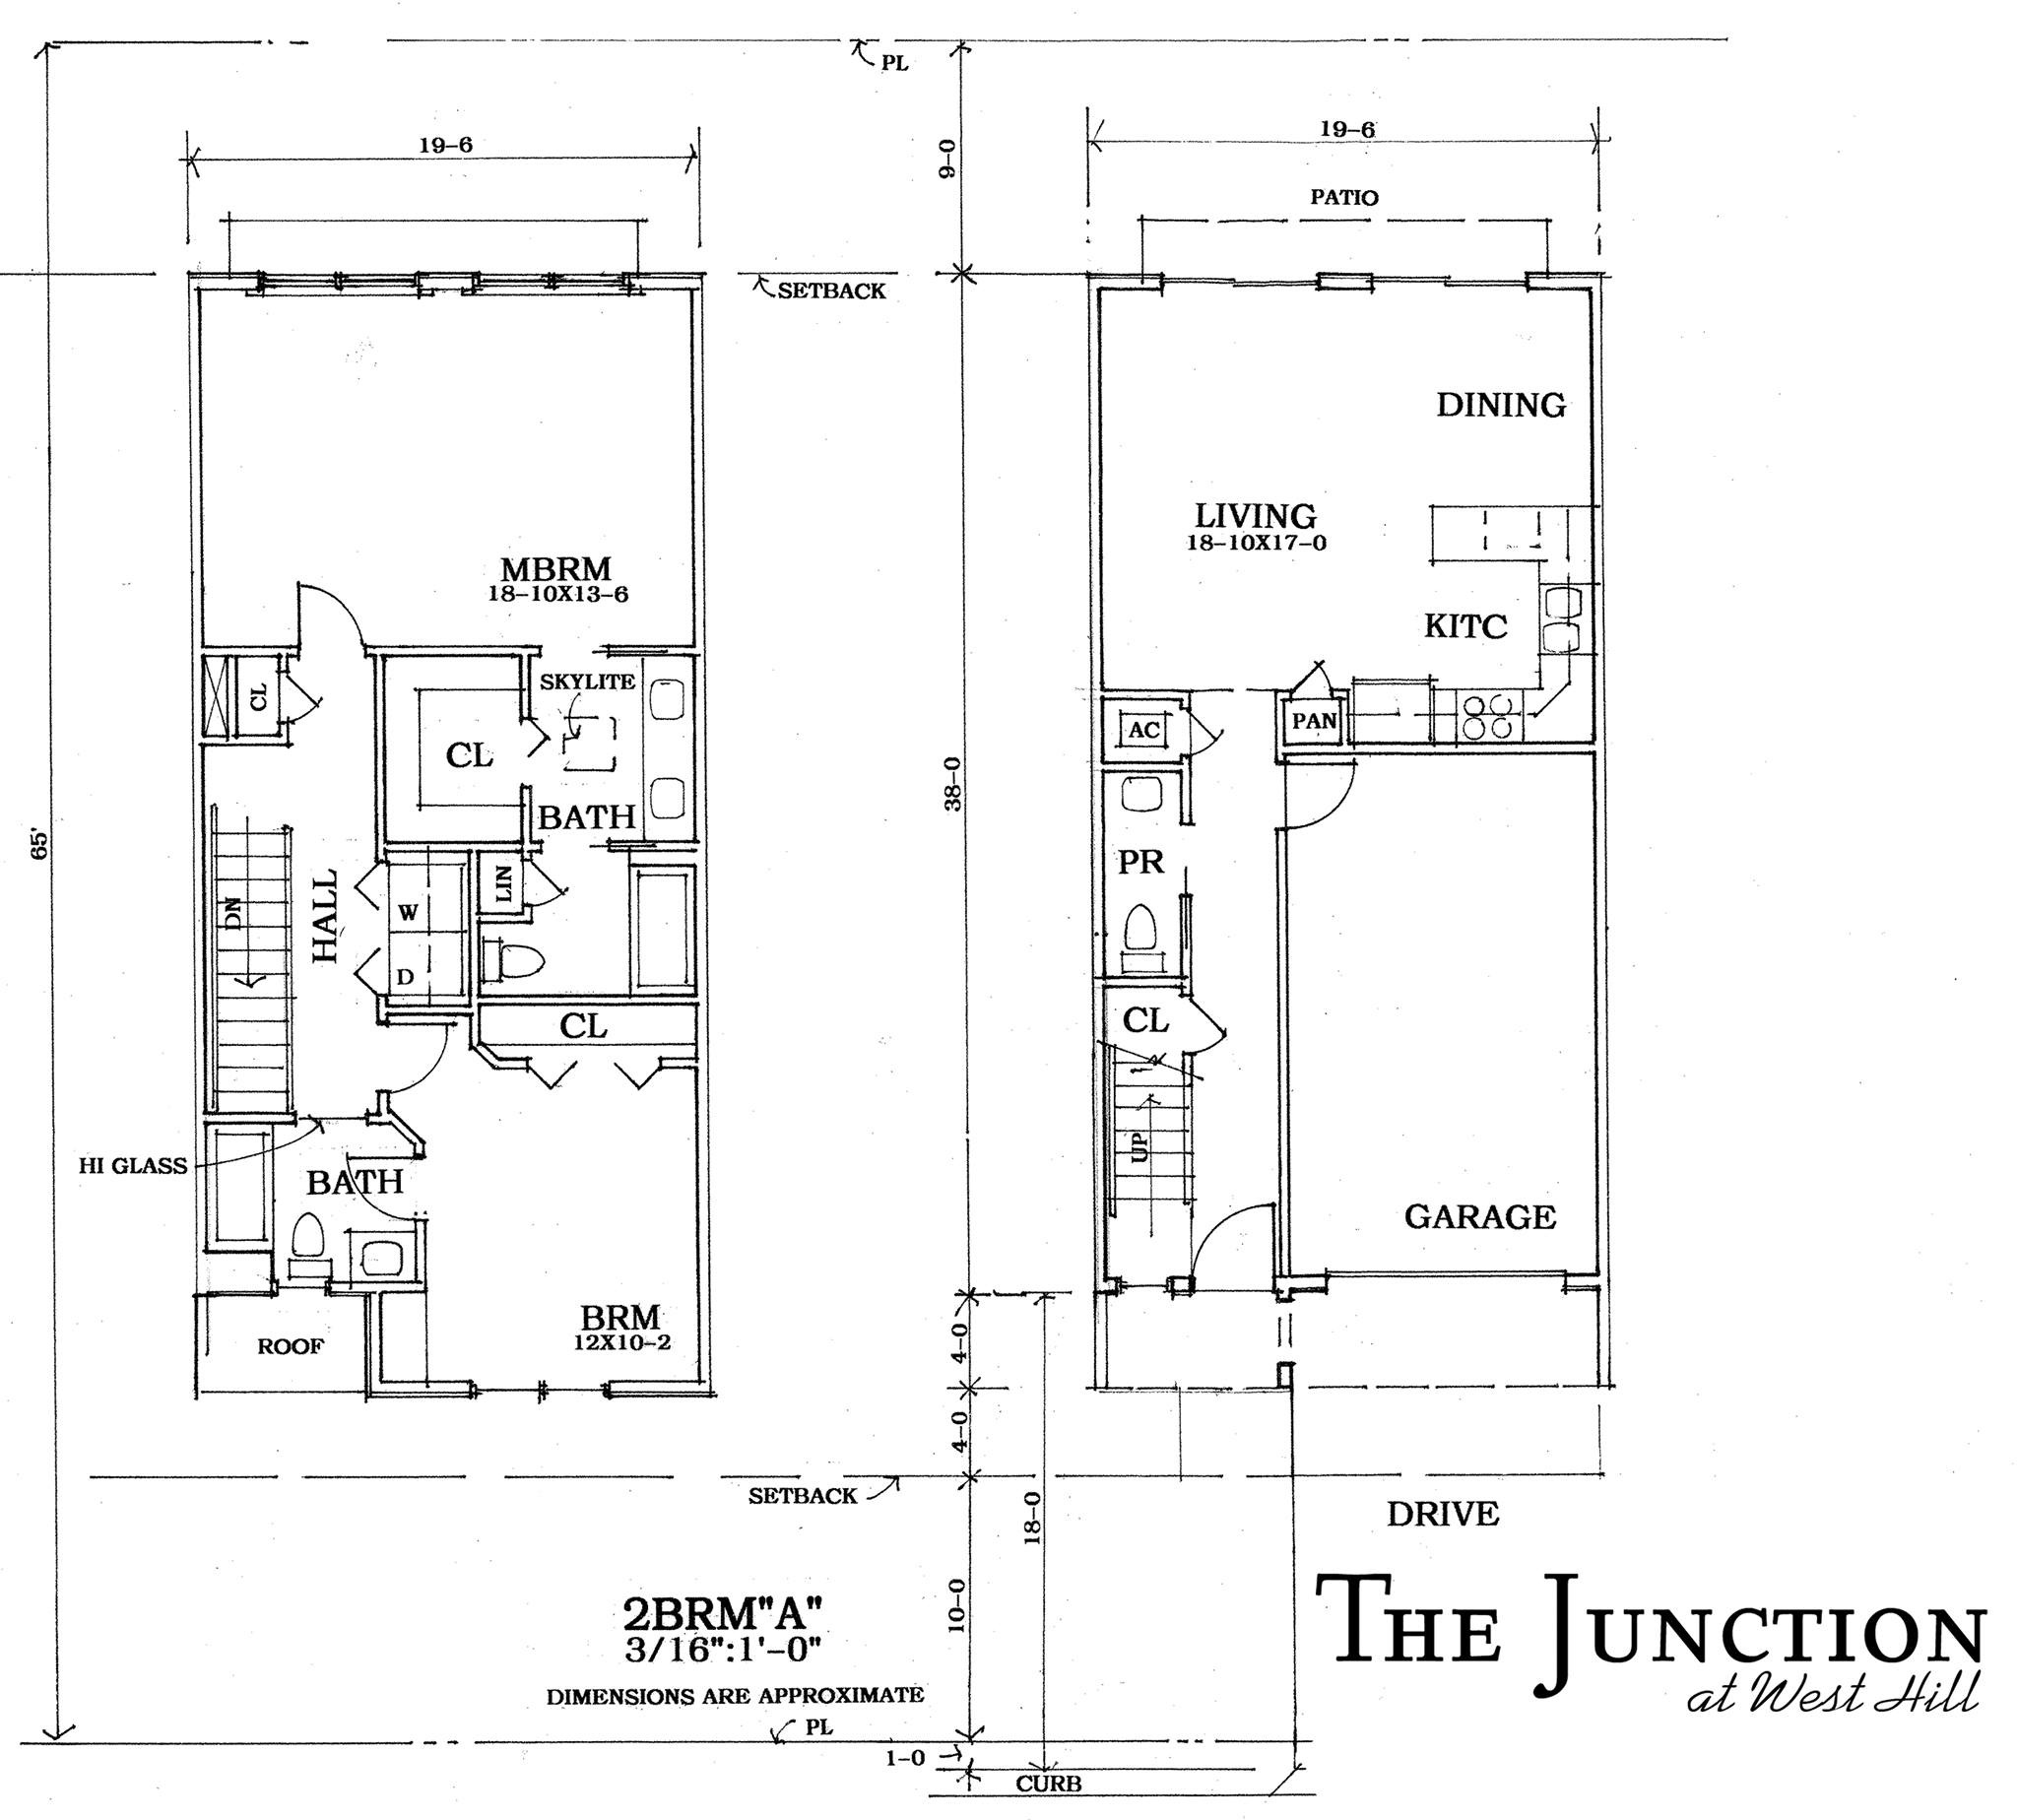 PL
19-6
19-6
9-0
PATIO
SETBACK
DINING
LIVING
18-10X17-0
MBRM
18-10X13-6
KITC
SKYLITE
CL
PAN
AC
CL
38-0
65'
BATH
PR
LIN
HALL
DN
W
D
CL
CL
UP
HI GLASS
BATH
GARAGE
BRM
12X10-2
ROOF
4-0
4-0
SETBACK
18-0
DRIVE
10-0
2BRM"A"
3/16":1'-0"
DIMENSIONS ARE APPROXIMATE
PL
1-0
CURB
THE JUNCTION
at West Hill